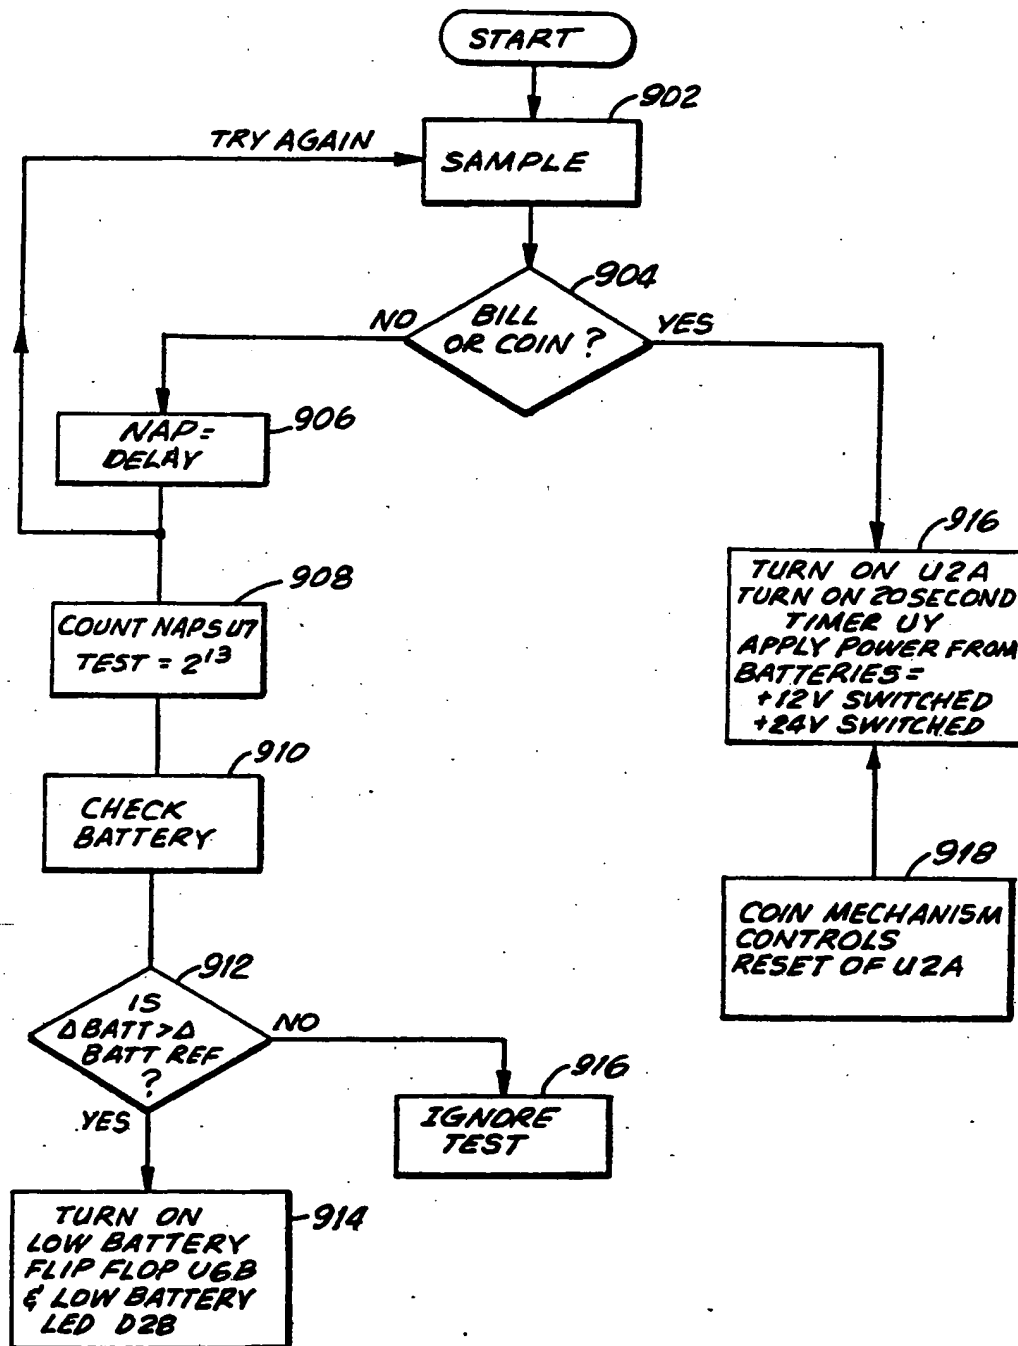 START
902
TRY AGAIN
SAMPLE
904
NO
BILL
OR COIN ?
YES
NAP =
DELAY
906
916
TURN ON U2A
TURN ON 20 SECOND
TIMER UY
APPLY POWER FROM
BATTERIES =
+12V SWITCHED
+24V SWITCHED
908
COUNT NAPS U7
TEST = 2¹³
910
CHECK
BATTERY
918
COIN MECHANISM
CONTROLS
RESET OF U2A
912
IS
Δ BATT > Δ
BATT REF
?
NO
YES
916
IGNORE
TEST
914
TURN ON
LOW BATTERY
FLIP FLOP U6B
& LOW BATTERY
LED D2B